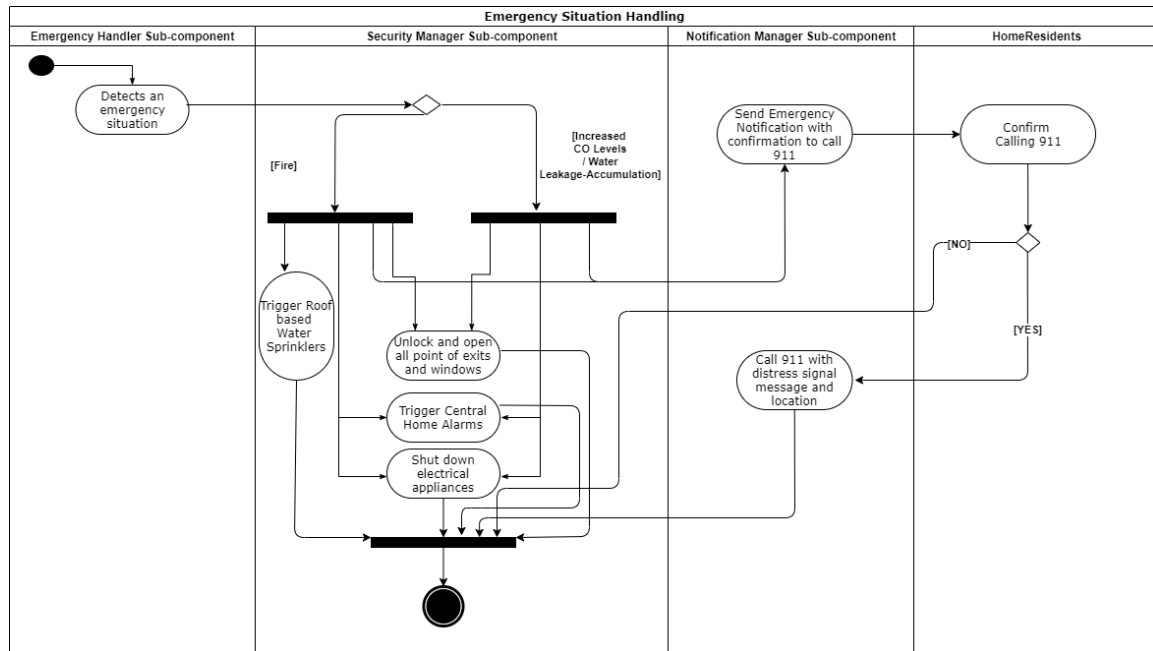 Emergency Situation Handling
Emergency Handler Sub-component
Security Manager Sub-component
Notification Manager Sub-component
HomeResidents
Detects an
emergency
situation
[Fire]
[Increased
CO Levels
/ Water
Leakage-Accumulation]
Send Emergency
Notification with
confirmation to call
911
Confirm
Calling 911
[NO]
[YES]
Trigger Roof
based
Water
Sprinklers
Unlock and open
all point of exits
and windows
Trigger Central
Home Alarms
Shut down
electrical
appliances
Call 911 with
distress signal
message and
location